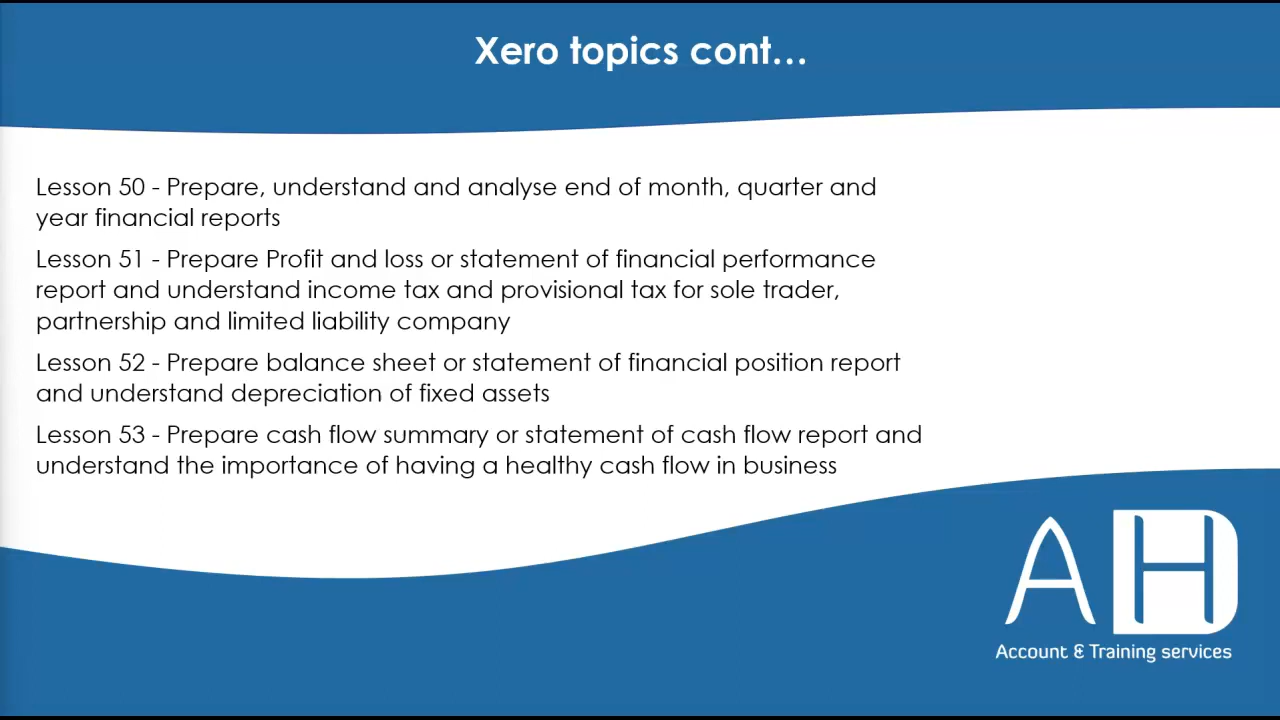 Xero topics cont...
Lesson 50 - Prepare, understand and analyse end of month, quarter and
year financial reports
Lesson 51 - Prepare Profit and loss or statement of financial performance
report and understand income tax and provisional tax for sole trader,
partnership and limited liability company
Lesson 52 - Prepare balance sheet or statement of financial position report
and understand depreciation of fixed assets
Lesson 53 - Prepare cash flow summary or statement of cash flow report and
understand the importance of having a healthy cash flow in business
AHD
Account & Training services